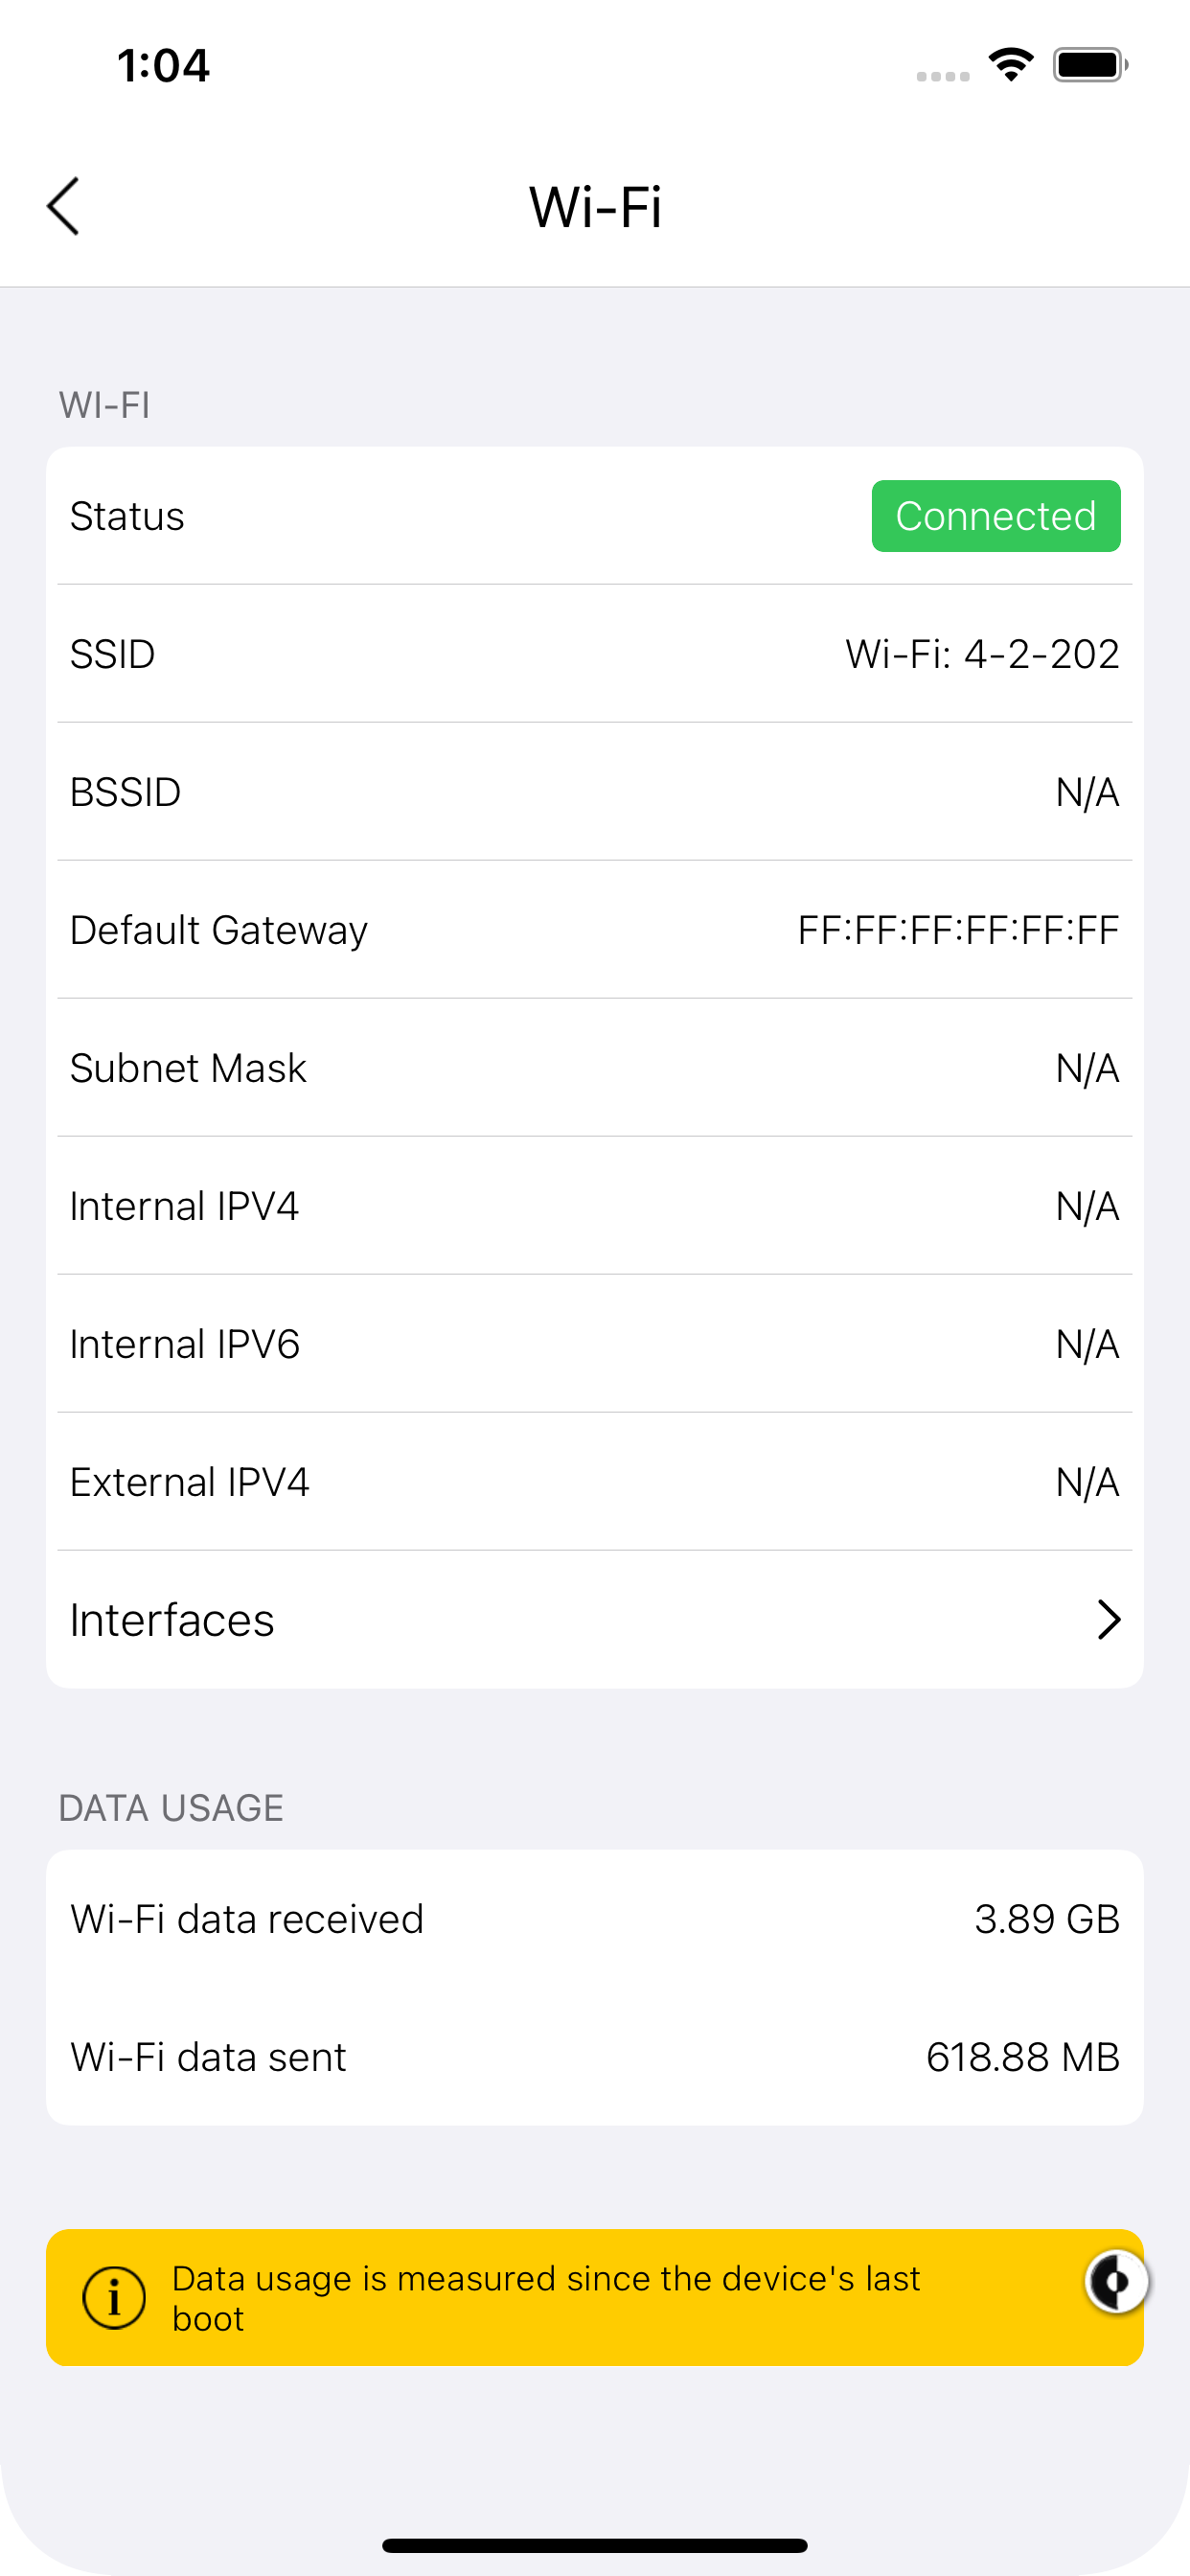 1:04
Wi-Fi
WI-FI
Status Connected
SSID Wi-Fi: 4-2-202
BSSID N/A
Default Gateway FF:FF:FF:FF:FF:FF
Subnet Mask N/A
Internal IPV4 N/A
Internal IPV6 N/A
External IPV4 N/A
Interfaces
DATA USAGE
Wi-Fi data received 3.89 GB
Wi-Fi data sent 618.88 MB
Data usage is measured since the device's last
boot